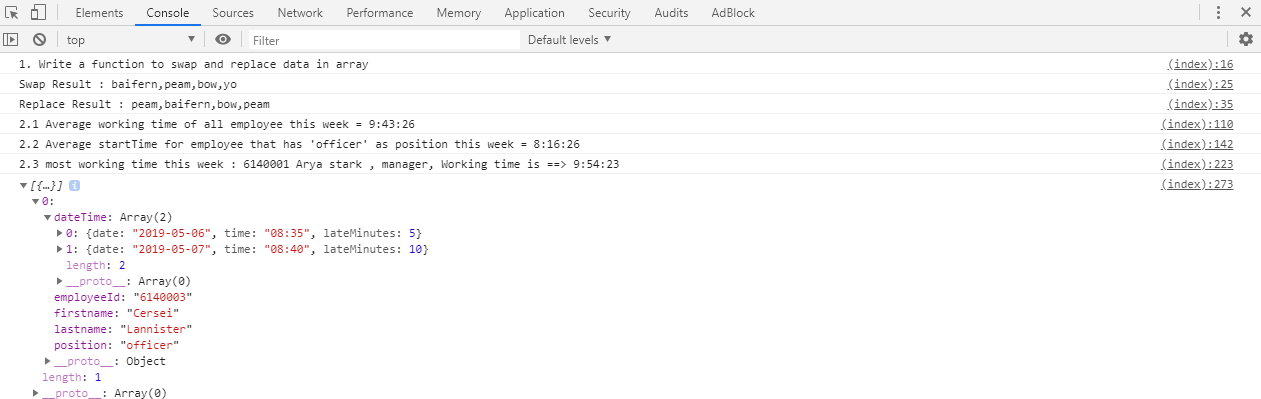 Elements Console Sources Network Performance Memory Application Security Audits AdBlock
top Filter Default levels
1. Write a function to swap and replace data in array (index):16
Swap Result : baifern,peam,bow,yo (index):25
Replace Result : peam,baifern,bow,peam (index):35
2.1 Average working time of all employee this week = 9:43:26 (index):110
2.2 Average startTime for employee that has 'officer' as position this week = 8:16:26 (index):142
2.3 most working time this week : 6140001 Arya stark , manager, Working time is ==> 9:54:23 (index):223
[{…}] i (index):273
0:
dateTime: Array(2)
0: {date: "2019-05-06", time: "08:35", lateMinutes: 5}
1: {date: "2019-05-07", time: "08:40", lateMinutes: 10}
length: 2
__proto__: Array(0)
employeeId: "6140003"
firstname: "Cersei"
lastname: "Lannister"
position: "officer"
__proto__: Object
length: 1
__proto__: Array(0)